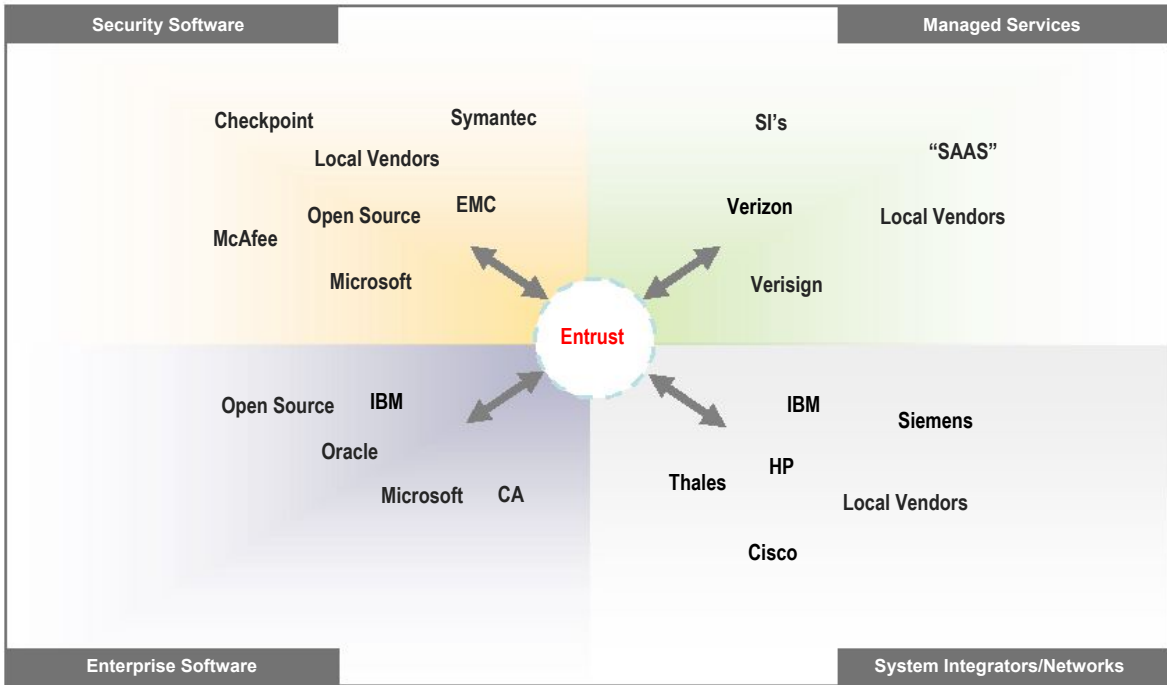 Security Software
Managed Services
Checkpoint
Symantec
Local Vendors
Open Source
EMC
McAfee
Microsoft
SI's
“SAAS”
Verizon
Local Vendors
Verisign
Entrust
Open Source
IBM
Oracle
Microsoft
CA
IBM
Siemens
HP
Thales
Local Vendors
Cisco
Enterprise Software
System Integrators/Networks